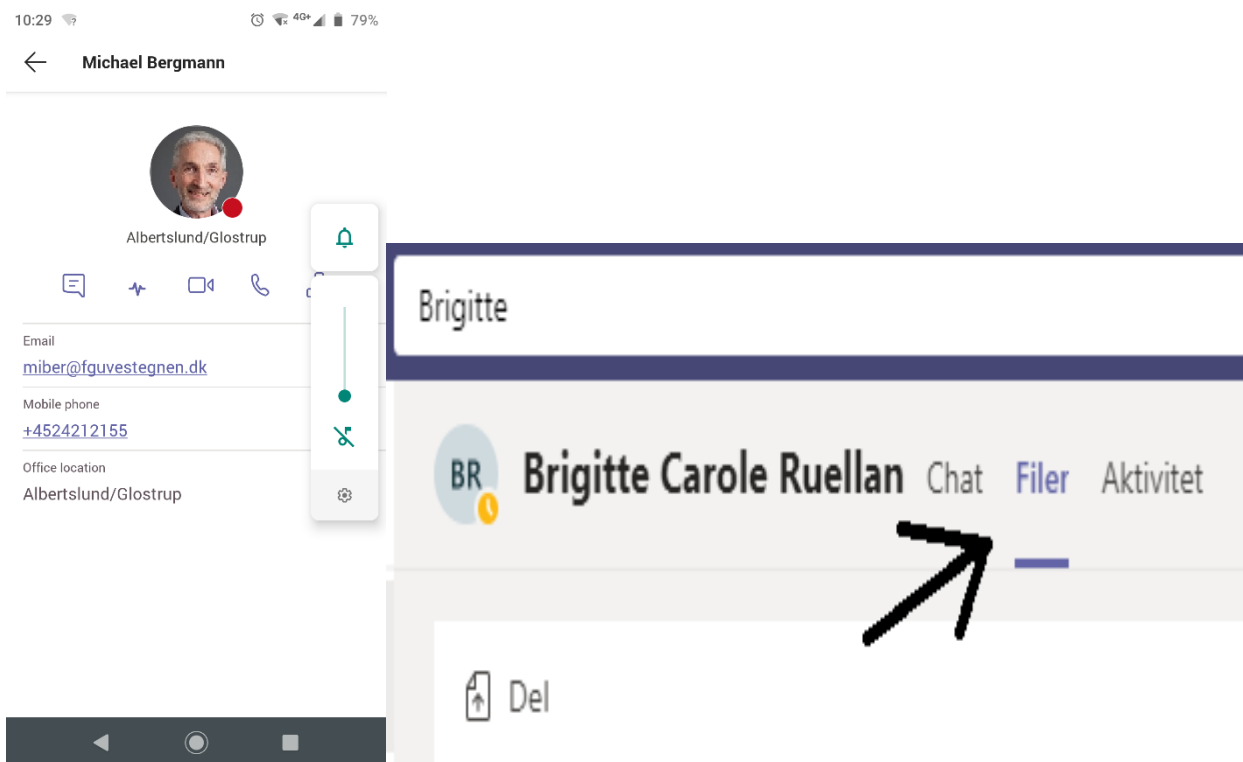 10:29
4G+
79%
Michael Bergmann
Albertslund/Glostrup
Email
miber@fguvestegnen.dk
Mobile phone
+4524212155
Office location
Albertslund/Glostrup
Brigitte
BR
Brigitte Carole Ruellan Chat Filer Aktivitet
Del